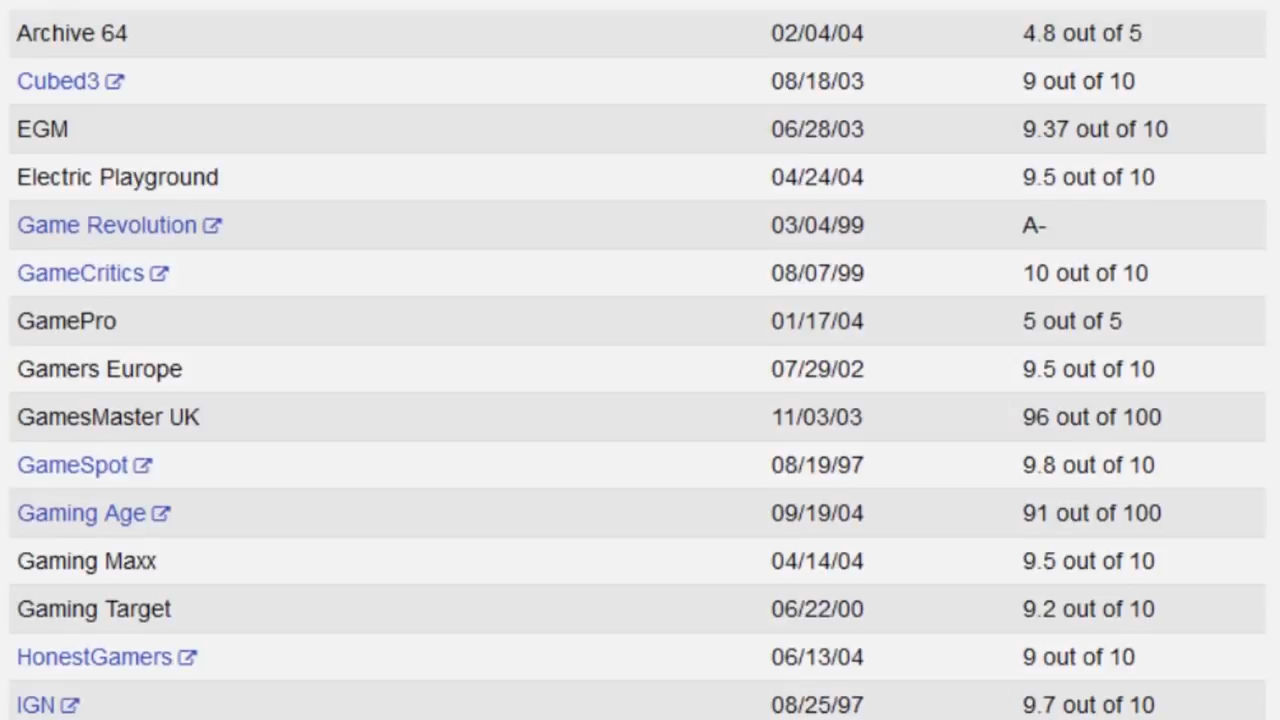 Archive 64 02/04/04 4.8 out of 5
Cubed3 08/18/03 9 out of 10
EGM 06/28/03 9.37 out of 10
Electric Playground 04/24/04 9.5 out of 10
Game Revolution 03/04/99 A-
GameCritics 08/07/99 10 out of 10
GamePro 01/17/04 5 out of 5
Gamers Europe 07/29/02 9.5 out of 10
GamesMaster UK 11/03/03 96 out of 100
GameSpot 08/19/97 9.8 out of 10
Gaming Age 09/19/04 91 out of 100
Gaming Maxx 04/14/04 9.5 out of 10
Gaming Target 06/22/00 9.2 out of 10
HonestGamers 06/13/04 9 out of 10
IGN 08/25/97 9.7 out of 10